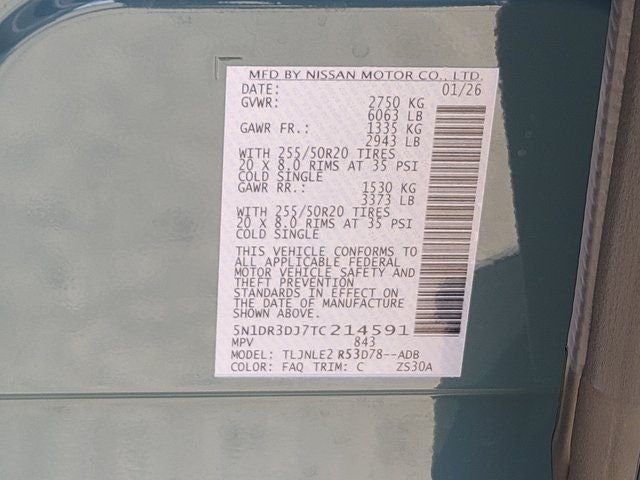 MFD BY NISSAN MOTOR CO., LTD.
DATE: 01/26
GVWR: 2750 KG
6063 LB
GAWR FR.: 1335 KG
2943 LB
WITH 255/50R20 TIRES
20 X 8.0 RIMS AT 35 PSI
COLD SINGLE
GAWR RR.: 1530 KG
3373 LB
WITH 255/50R20 TIRES
20 X 8.0 RIMS AT 35 PSI
COLD SINGLE
THIS VEHICLE CONFORMS TO
ALL APPLICABLE FEDERAL
MOTOR VEHICLE SAFETY AND
THEFT PREVENTION
STANDARDS IN EFFECT ON
THE DATE OF MANUFACTURE
SHOWN ABOVE.
5N1DR3DJ7TC214591
MPV 843
MODEL: TLJNLE2 R53D78--ADB
COLOR: FAQ TRIM: C ZS30A